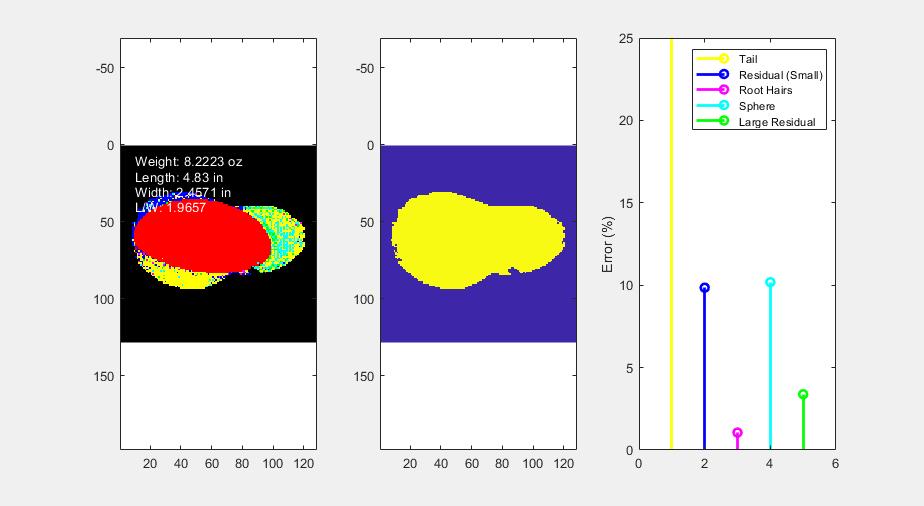 -50
0
50
100
150
20 40 60 80 100 120
Weight: 8.2223 oz
Length: 4.83 in
Width: 2.4571 in
L/W: 1.9657
-50
0
50
100
150
20 40 60 80 100 120
Error (%)
25
20
15
10
5
0
0 2 4 6
Tail
Residual (Small)
Root Hairs
Sphere
Large Residual